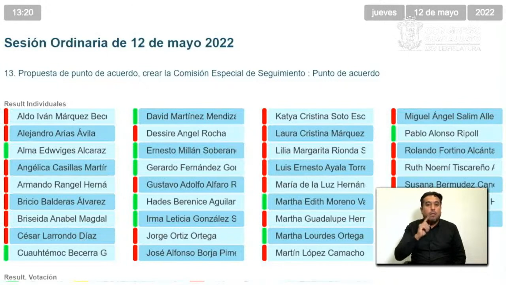 13:20
jueves 12 de mayo 2022
Sesión Ordinaria de 12 de mayo 2022
13. Propuesta de punto de acuerdo, crear la Comisión Especial de Seguimiento : Punto de acuerdo
Result Individuales
Aldo Iván Márquez Bec
Alejandro Arias Ávila
Alma Edwviges Alcaraz
Angélica Casillas Martír
Armando Rangel Herná
Bricio Balderas Álvarez
Briseida Anabel Magdal
César Larrondo Díaz
Cuauhtémoc Becerra G
David Martínez Mendiza
Dessire Angel Rocha
Ernesto Millán Soberan
Gerardo Fernández Gor
Gustavo Adolfo Alfaro R
Hades Berenice Aguilar
Irma Leticia González S
Jorge Ortiz Ortega
José Alfonso Borja Pime
Katya Cristina Soto Esc
Laura Cristina Márquez
Lilia Margarita Rionda S
Luis Ernesto Ayala Torre
María de la Luz Hernán
Martha Edith Moreno Va
Martha Guadalupe Herr
Martha Lourdes Ortega
Martín López Camacho
Miguel Ángel Salim Alle
Pablo Alonso Ripoll
Rolando Fortino Alcánta
Ruth Noemí Tiscareño
Susana Bermudez Can
Result. Votación